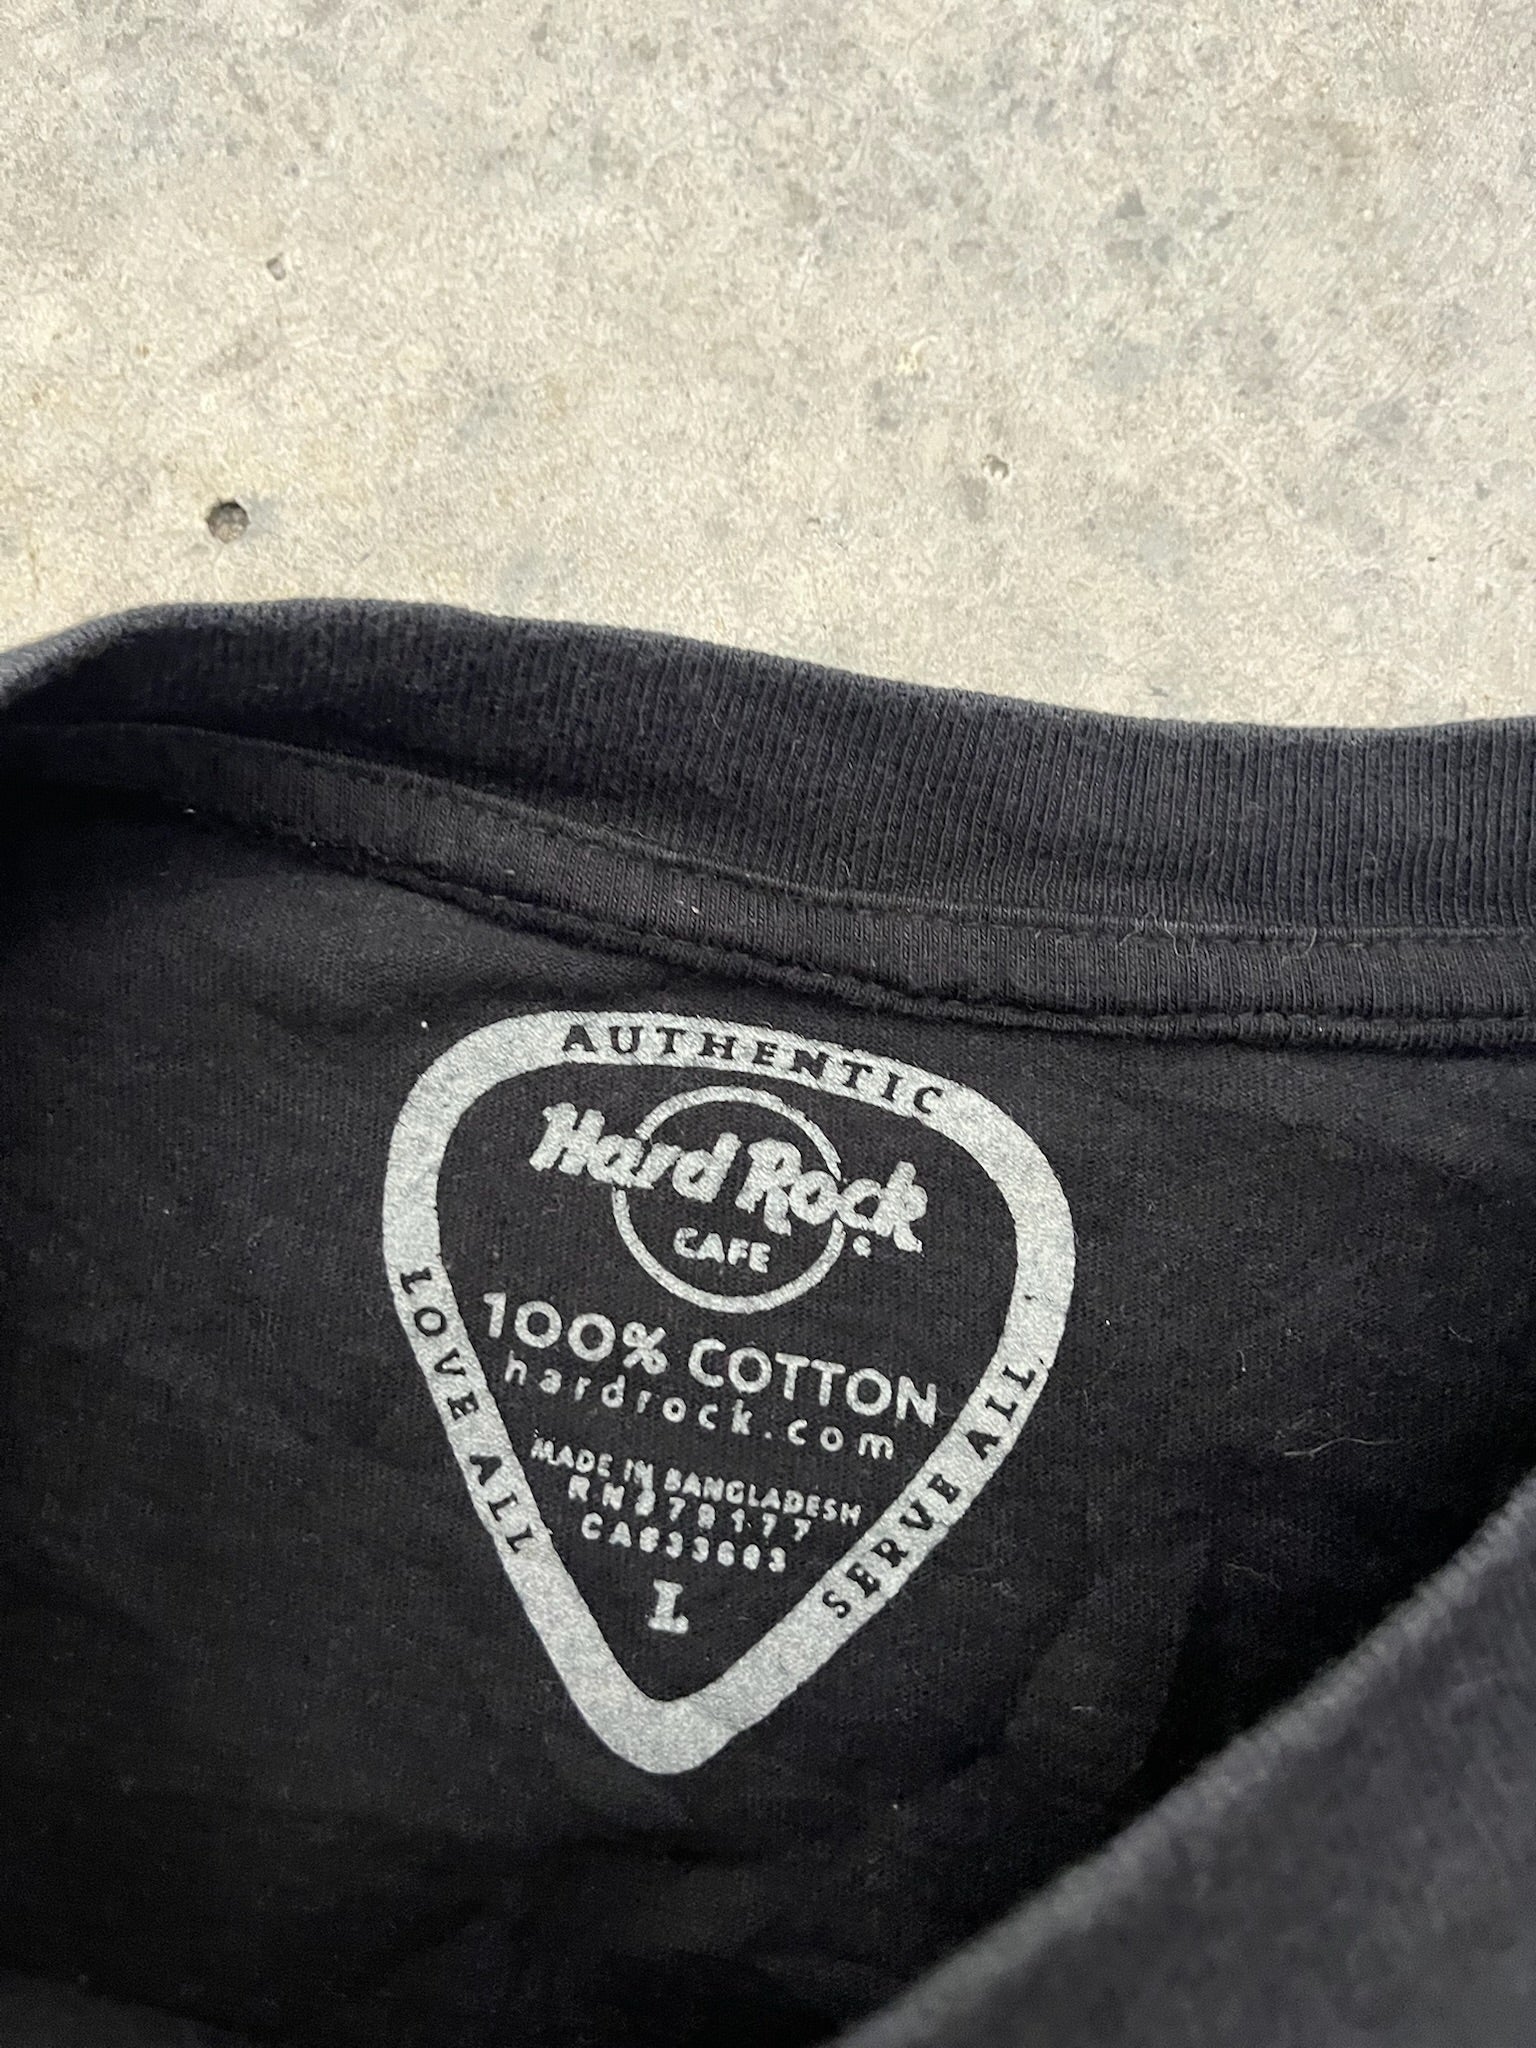 AUTHENTIC
Hard Rock
CAFE
100% COTTON
hardrock.com
MADE IN BANGLADESH
L
LOVE ALL
SERVE ALL